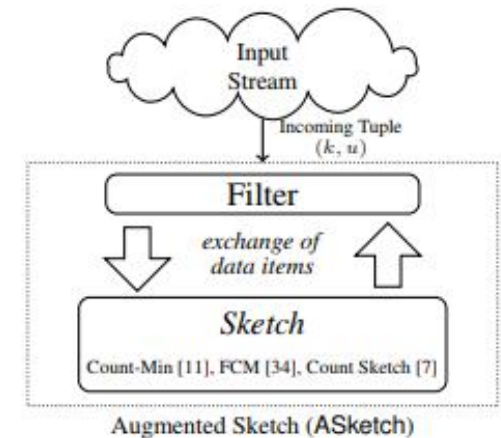 Input
Stream
Incoming Tuple
(k, u)
Filter
exchange of
data items
Sketch
Count-Min [11], FCM [34], Count Sketch [7]
Augmented Sketch (ASketch)